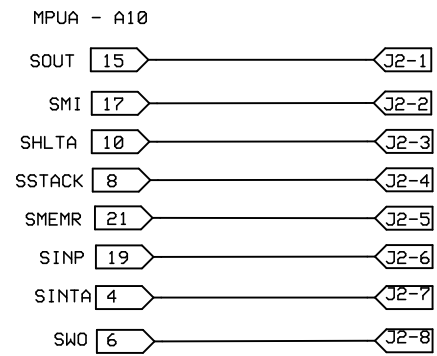 MPUA - A10
SOUT 15 J2-1
SMI 17 J2-2
SHLTA 10 J2-3
SSTACK 8 J2-4
SMEMR 21 J2-5
SINP 19 J2-6
SINTA 4 J2-7
SWO 6 J2-8